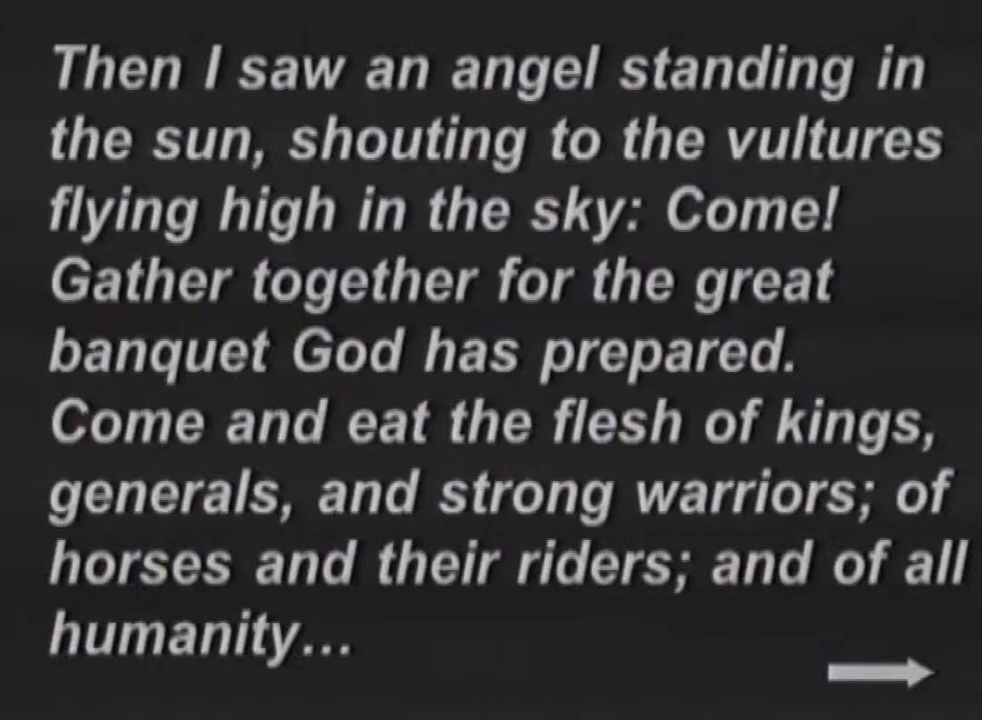 Then I saw an angel standing in
the sun, shouting to the vultures
flying high in the sky: Come!
Gather together for the great
banquet God has prepared.
Come and eat the flesh of kings,
generals, and strong warriors; of
horses and their riders; and of all
humanity...